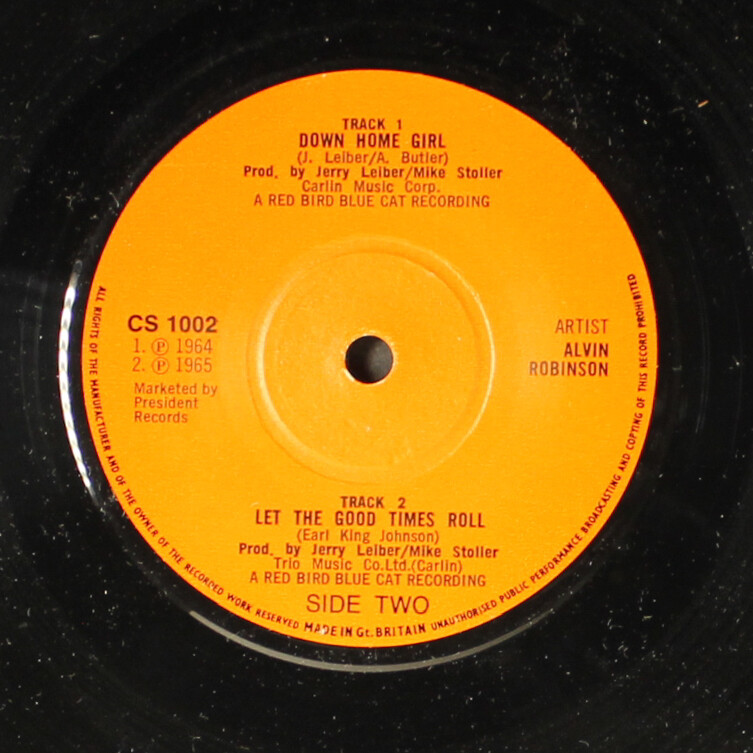 TRACK 1
DOWN HOME GIRL
(J. Leiber/A. Butler)
Prod. by Jerry Leiber/Mike Stoller
Carlin Music Corp.
A RED BIRD BLUE CAT RECORDING
CS 1002
1. Ⓟ 1964
2. Ⓟ 1965
Marketed by
President
Records
ARTIST
ALVIN
ROBINSON
TRACK 2
LET THE GOOD TIMES ROLL
(Earl King Johnson)
Prod. by Jerry Leiber/Mike Stoller
Trio Music Co.Ltd.(Carlin)
A RED BIRD BLUE CAT RECORDING
SIDE TWO
ALL RIGHTS OF THE MANUFACTURER AND OF THE OWNER OF THE RECORDED WORK RESERVED MADE IN Gt. BRITAIN UNAUTHORISED PUBLIC PERFORMANCE BROADCASTING AND COPYING OF THIS RECORD PROHIBITED